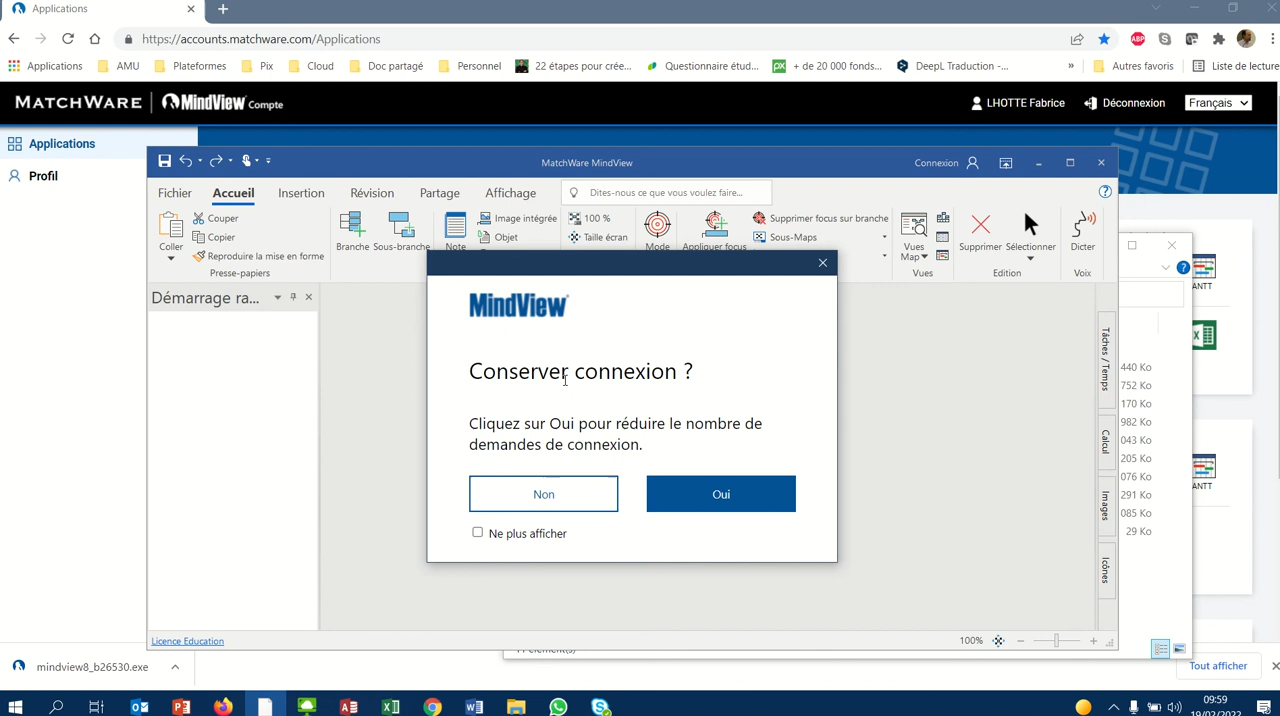 Applications
https://accounts.matchware.com/Applications
ABP
Applications AMU Plateformes Pix Cloud Doc partagé Personnel 22 étapes pour crée... Questionnaire étud... px + de 20 000 fonds... DeepL Traduction -... » Autres favoris Liste de lecture
MATCHWARE MindView Compte LHOTTE Fabrice Déconnexion Français
Applications
Profil
MatchWare MindView Connexion
Fichier Accueil Insertion Révision Partage Affichage Dites-nous ce que vous voulez faire...
Coller Couper Copier Reproduire la mise en forme
Presse-papiers
Branche Sous-branche Note Image intégrée Objet
100 % Taille écran Mode Appliquer focus
Supprimer focus sur branche Sous-Maps
Vues Map Vues
Supprimer Sélectionner Edition
Dicter Voix
Démarrage ra...
MindView
Conserver connexion ?
Cliquez sur Oui pour réduire le nombre de
demandes de connexion.
Non Oui
Ne plus afficher
Tâches / Temps
Calcul
Images
Icônes
ANTT
ANTT
440 Ko
752 Ko
170 Ko
982 Ko
043 Ko
205 Ko
076 Ko
291 Ko
085 Ko
29 Ko
Licence Education 100%
mindview8_b26530.exe Tout afficher
09:59
19/02/2022